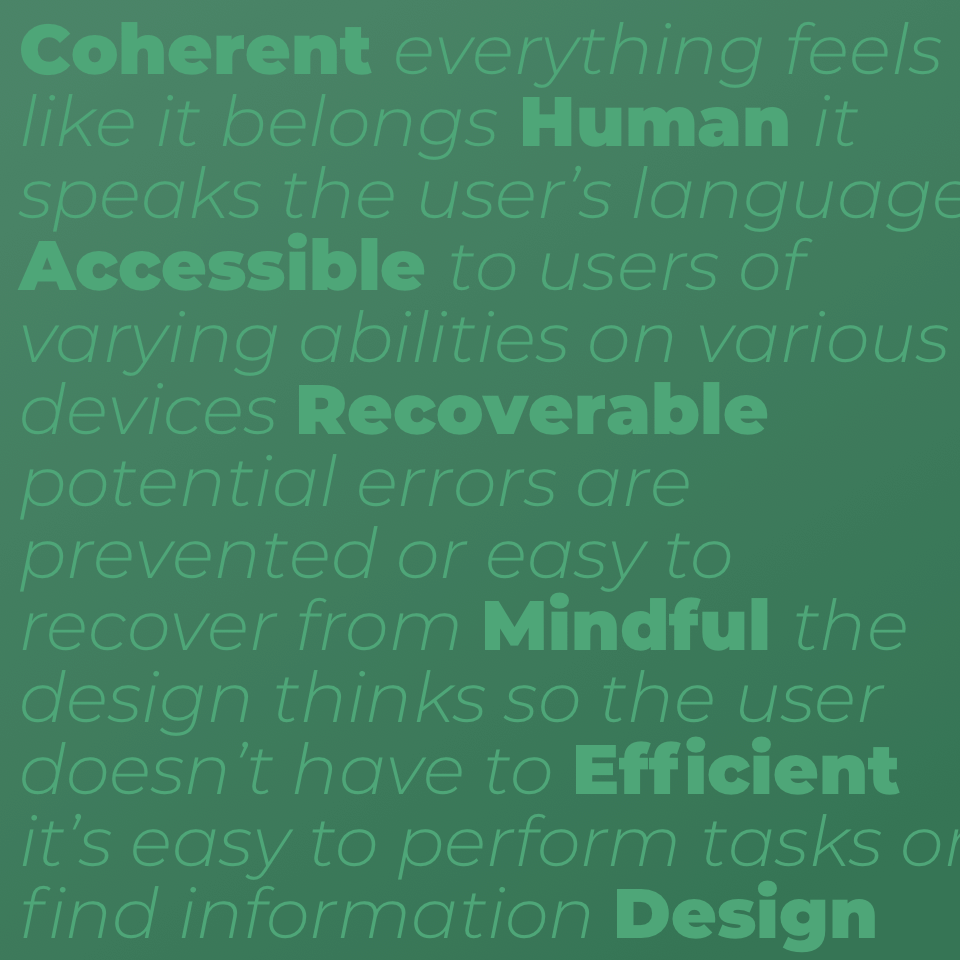 Coherent everything feels
like it belongs Human it
speaks the user’s language
Accessible to users of
varying abilities on various
devices Recoverable
potential errors are
prevented or easy to
recover from Mindful the
design thinks so the user
doesn’t have to Efficient
it’s easy to perform tasks or
find information Design